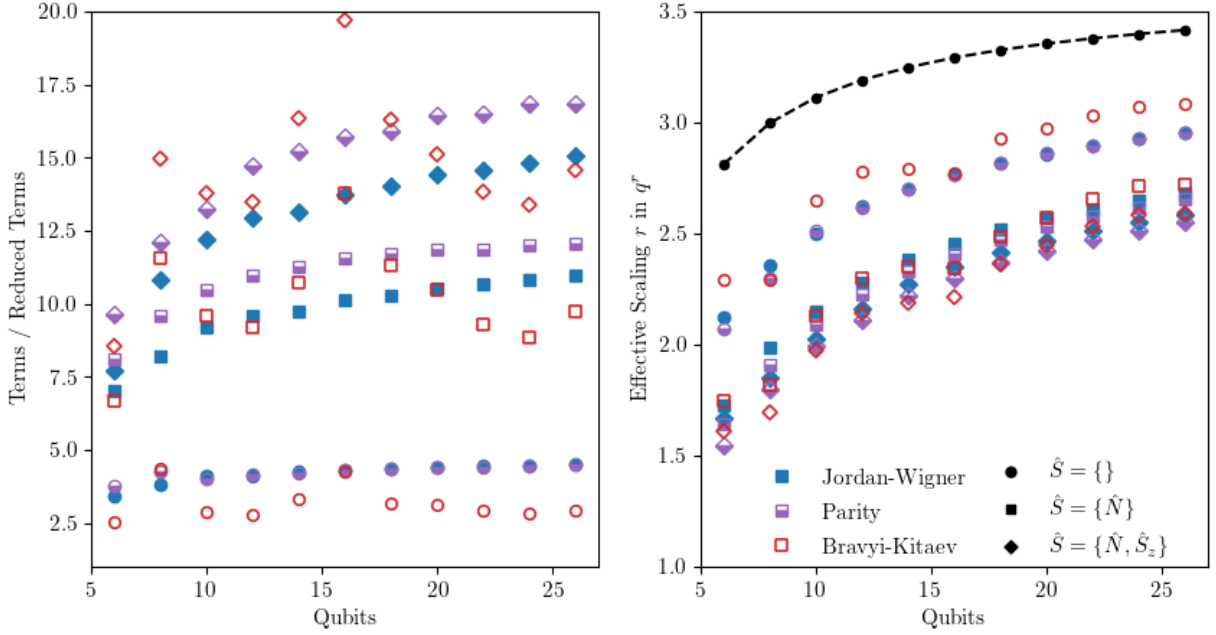 20.0
17.5
15.0
12.5
10.0
7.5
5.0
2.5
Terms / Reduced Terms
5
10
15
20
25
Qubits
3.5
3.0
2.5
2.0
1.5
1.0
Effective Scaling r in q^r
Jordan-Wigner
Parity
Bravyi-Kitaev
Ŝ = {}
Ŝ = {N̂}
Ŝ = {N̂, Ŝ_z}
5
10
15
20
25
Qubits